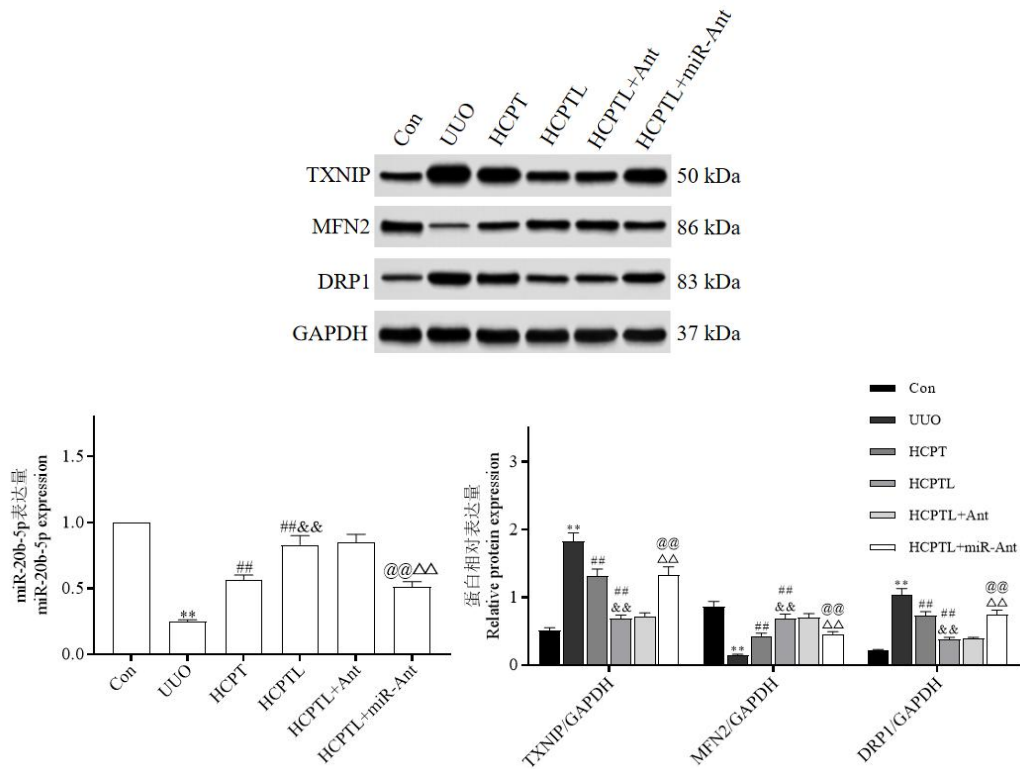 Con
UUO
HCPT
HCPTL
HCPTL+Ant
HCPTL+miR-Ant
TXNIP
50 kDa
MFN2
86 kDa
DRP1
83 kDa
GAPDH
37 kDa
miR-20b-5p表达量
miR-20b-5p expression
1.5
1.0
0.5
0.0
**
##
##&&
@@△△
Con
UUO
HCPT
HCPTL
HCPTL+Ant
HCPTL+miR-Ant
Con
UUO
HCPT
HCPTL
HCPTL+Ant
HCPTL+miR-Ant
蛋白相对表达量
Relative protein expression
3
2
1
0
**
##
##
&&
@@
△△
**
##
##
&&
@@
△△
**
##
##
&&
@@
△△
TXNIP/GAPDH
MFN2/GAPDH
DRP1/GAPDH